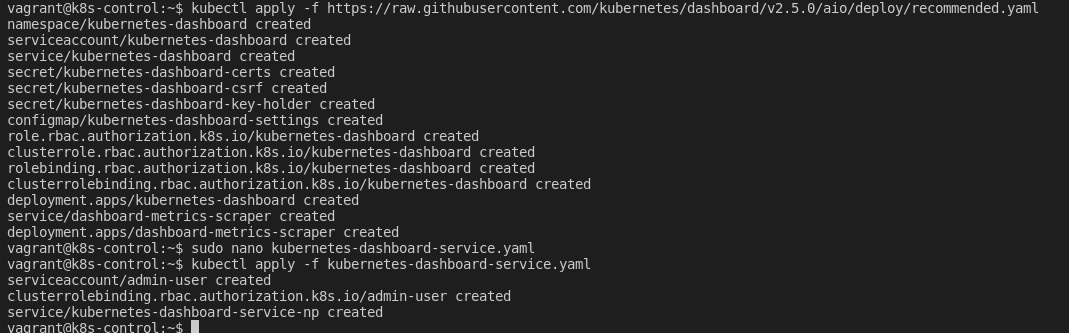 vagrant@k8s-control:~$ kubectl apply -f https://raw.githubusercontent.com/kubernetes/dashboard/v2.5.0/aio/deploy/recommended.yaml
namespace/kubernetes-dashboard created
serviceaccount/kubernetes-dashboard created
service/kubernetes-dashboard created
secret/kubernetes-dashboard-certs created
secret/kubernetes-dashboard-csrf created
secret/kubernetes-dashboard-key-holder created
configmap/kubernetes-dashboard-settings created
role.rbac.authorization.k8s.io/kubernetes-dashboard created
clusterrole.rbac.authorization.k8s.io/kubernetes-dashboard created
rolebinding.rbac.authorization.k8s.io/kubernetes-dashboard created
clusterrolebinding.rbac.authorization.k8s.io/kubernetes-dashboard created
deployment.apps/kubernetes-dashboard created
service/dashboard-metrics-scraper created
deployment.apps/dashboard-metrics-scraper created
vagrant@k8s-control:~$ sudo nano kubernetes-dashboard-service.yaml
vagrant@k8s-control:~$ kubectl apply -f kubernetes-dashboard-service.yaml
serviceaccount/admin-user created
clusterrolebinding.rbac.authorization.k8s.io/admin-user created
service/kubernetes-dashboard-service-np created
vagrant@k8s-control:~$